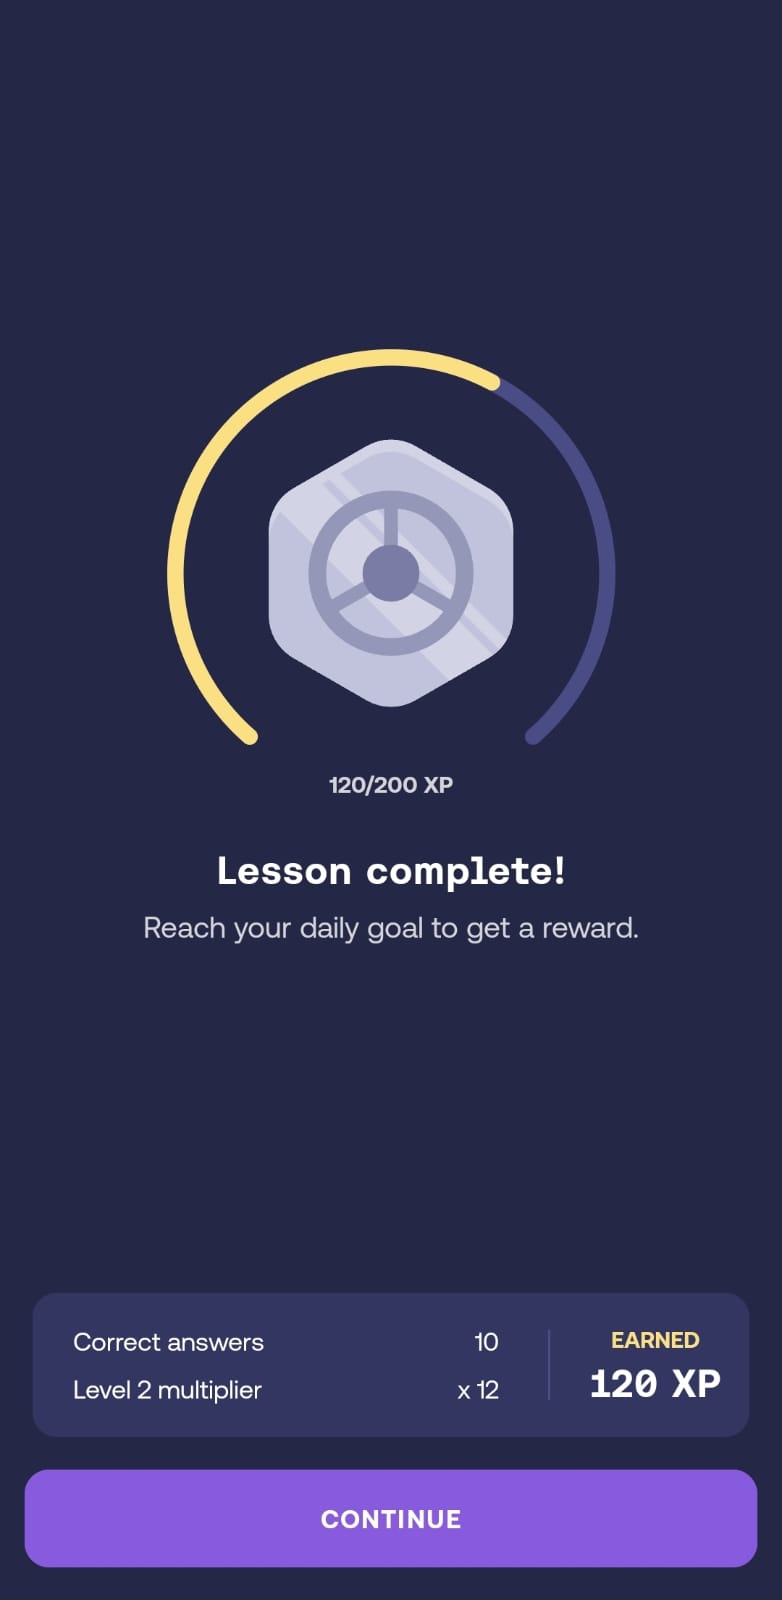 120/200 XP
Lesson complete!
Reach your daily goal to get a reward.
Correct answers 10
Level 2 multiplier x 12
EARNED
120 XP
CONTINUE